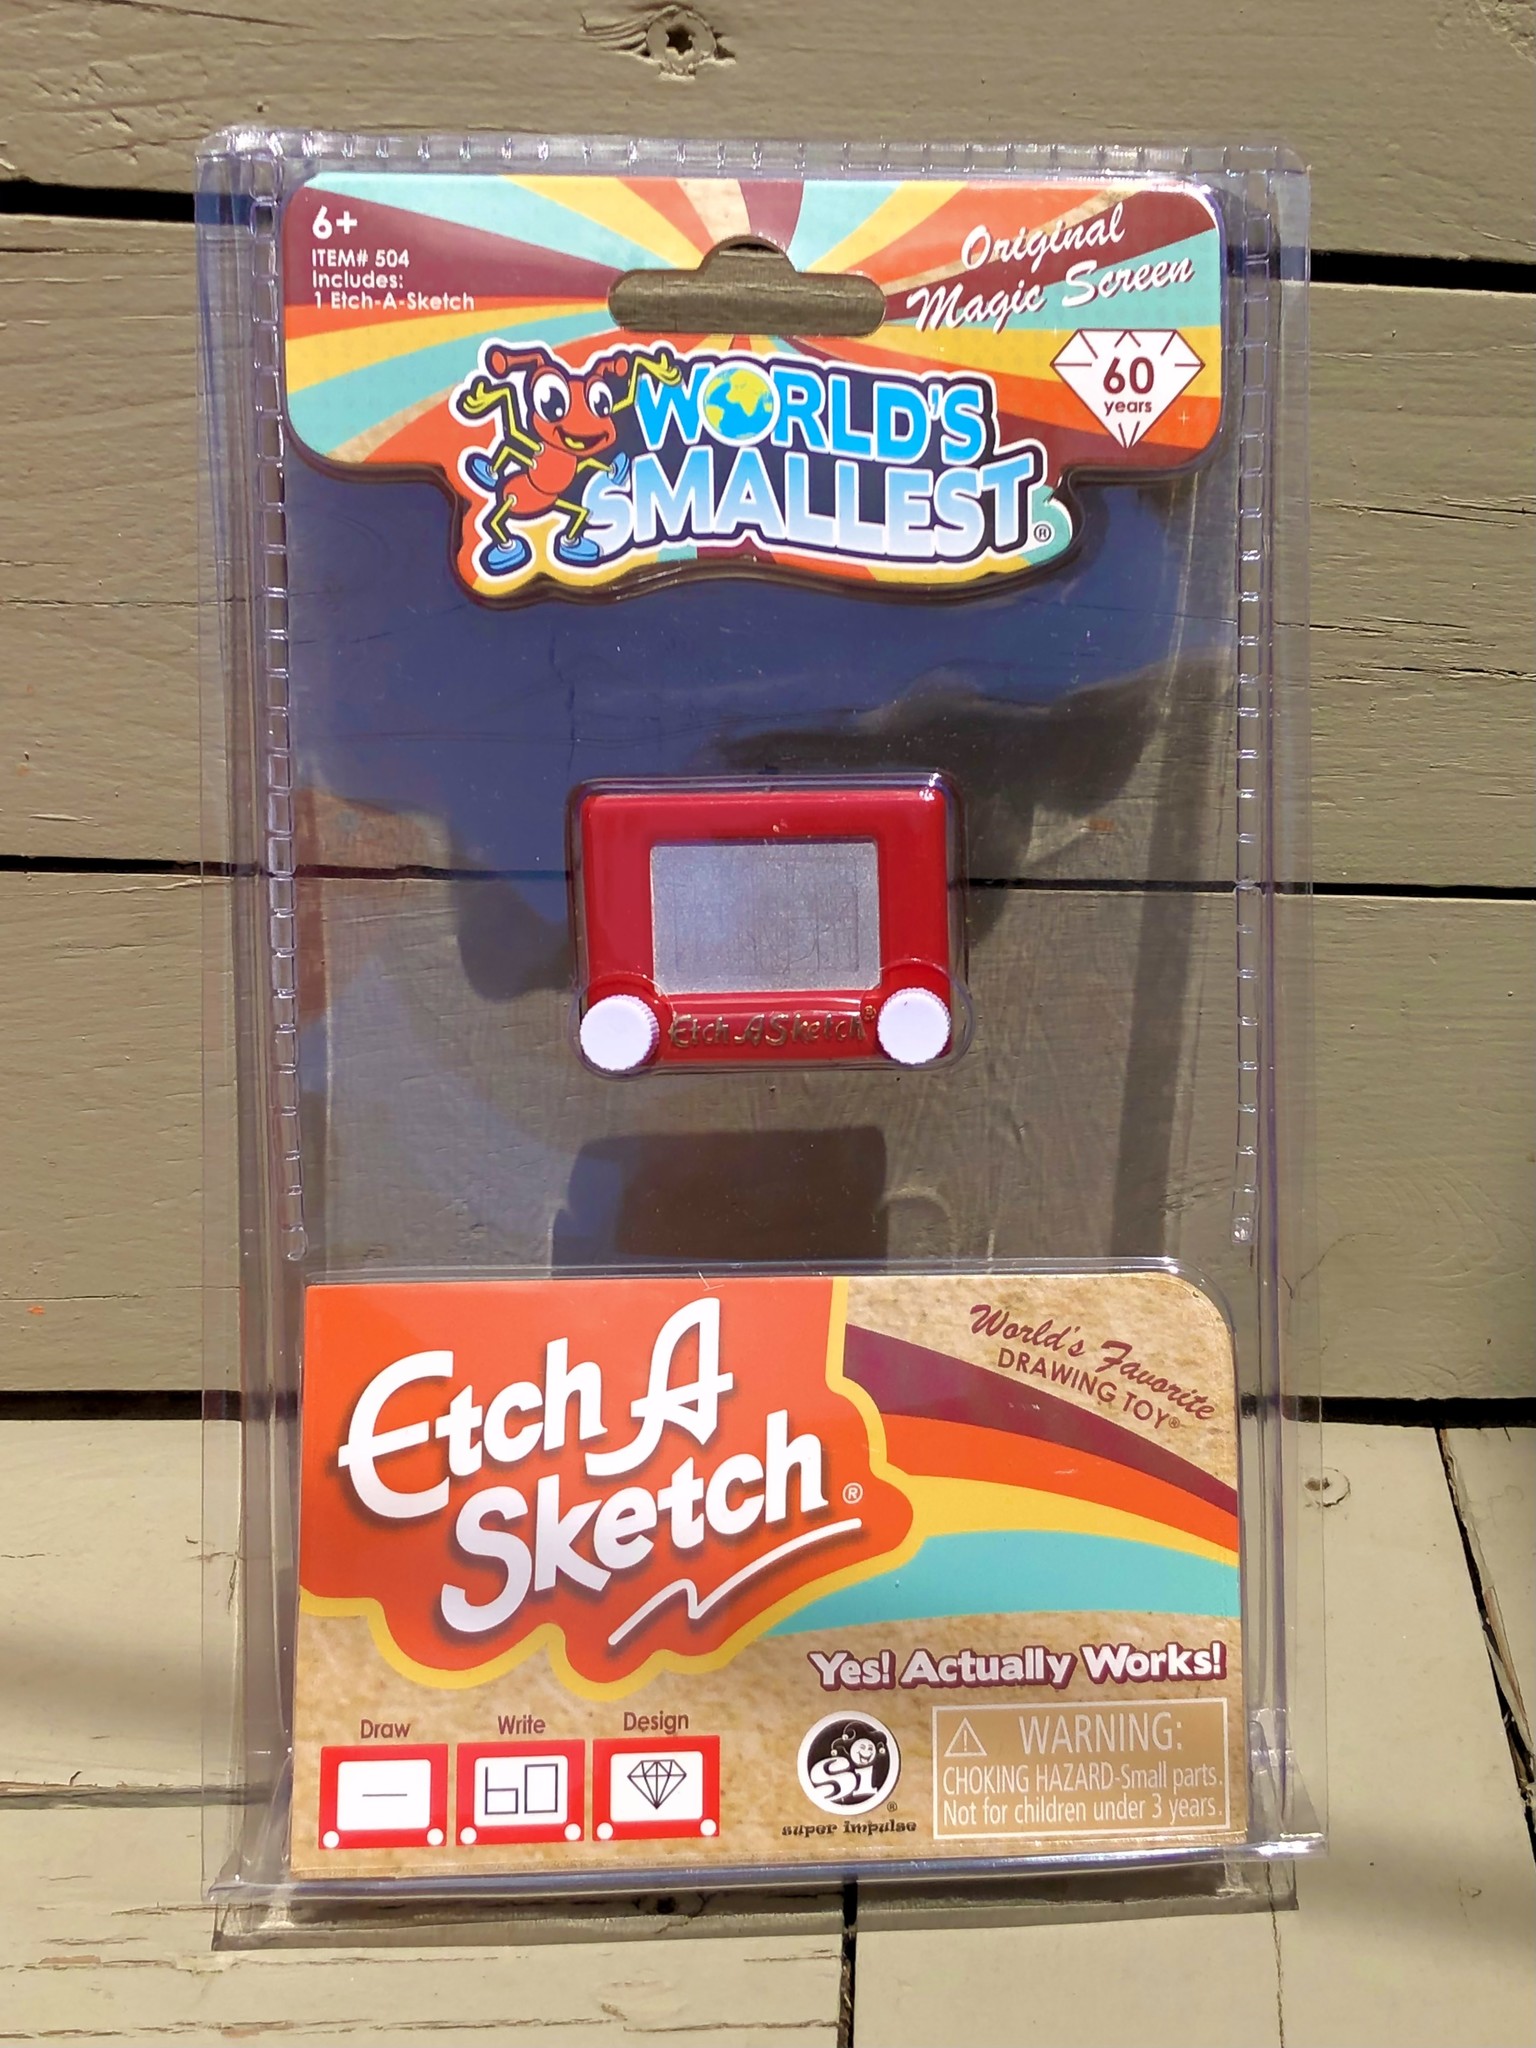 6+
ITEM# 504
Includes:
1 Etch-A-Sketch
Original
Magic Screen
60
years
WORLD'S
SMALLEST®
Etch A Sketch®
Etch A
Sketch®
World's Favorite
DRAWING TOY®
Yes! Actually Works!
Draw
Write
Design
60
Si®
super impulse
WARNING:
CHOKING HAZARD-Small parts.
Not for children under 3 years.